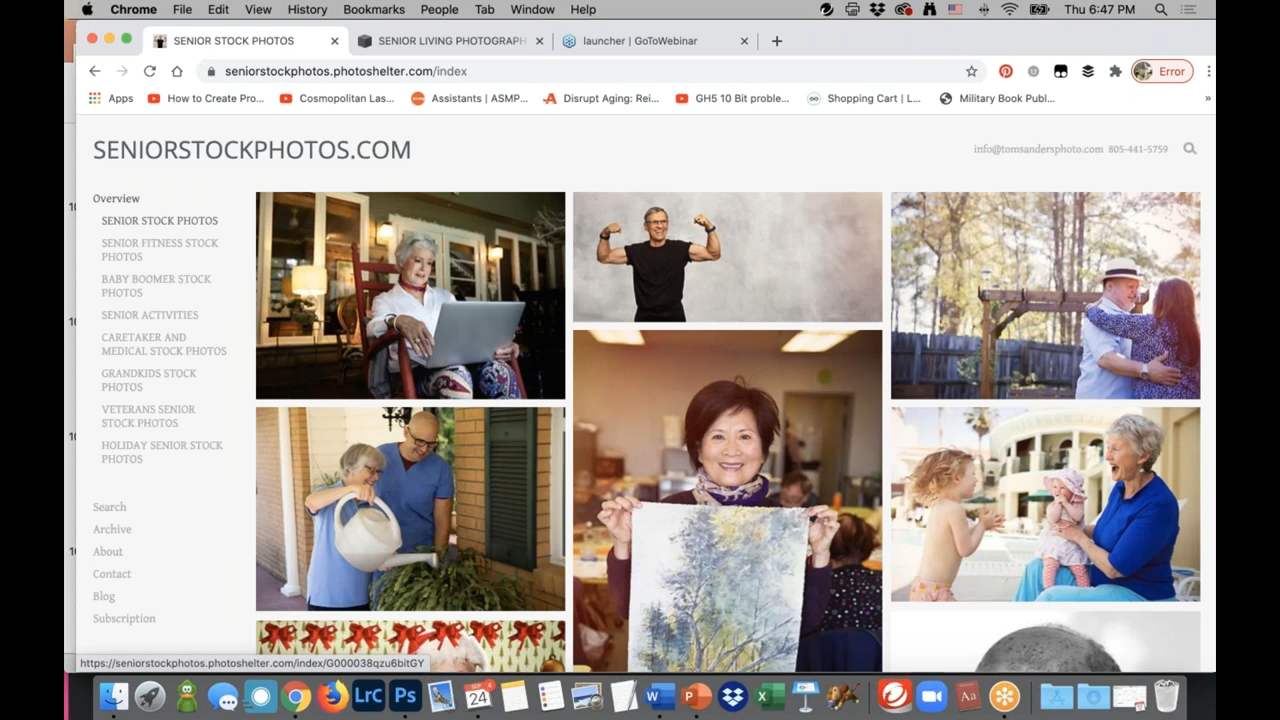 Chrome File Edit View History Bookmarks People Tab Window Help Thu 6:47 PM
SENIOR STOCK PHOTOS SENIOR LIVING PHOTOGRAPH launcher | GoToWebinar
seniorstockphotos.photoshelter.com/index Error
Apps How to Create Pro... Cosmopolitan Las... Assistants | ASMP... Disrupt Aging: Rei... GH5 10 Bit proble... Shopping Cart | L... Military Book Publ... »
SENIORSTOCKPHOTOS.COM info@tomsandersphoto.com 805-441-5759
Overview
SENIOR STOCK PHOTOS
SENIOR FITNESS STOCK
PHOTOS
BABY BOOMER STOCK
PHOTOS
SENIOR ACTIVITIES
CARETAKER AND
MEDICAL STOCK PHOTOS
GRANDKIDS STOCK
PHOTOS
VETERANS SENIOR
STOCK PHOTOS
HOLIDAY SENIOR STOCK
PHOTOS
Search
Archive
About
Contact
Blog
Subscription
https://seniorstockphotos.photoshelter.com/index/G000038qzu6bitGY
LrC Ps SEP 24 W P X Aa